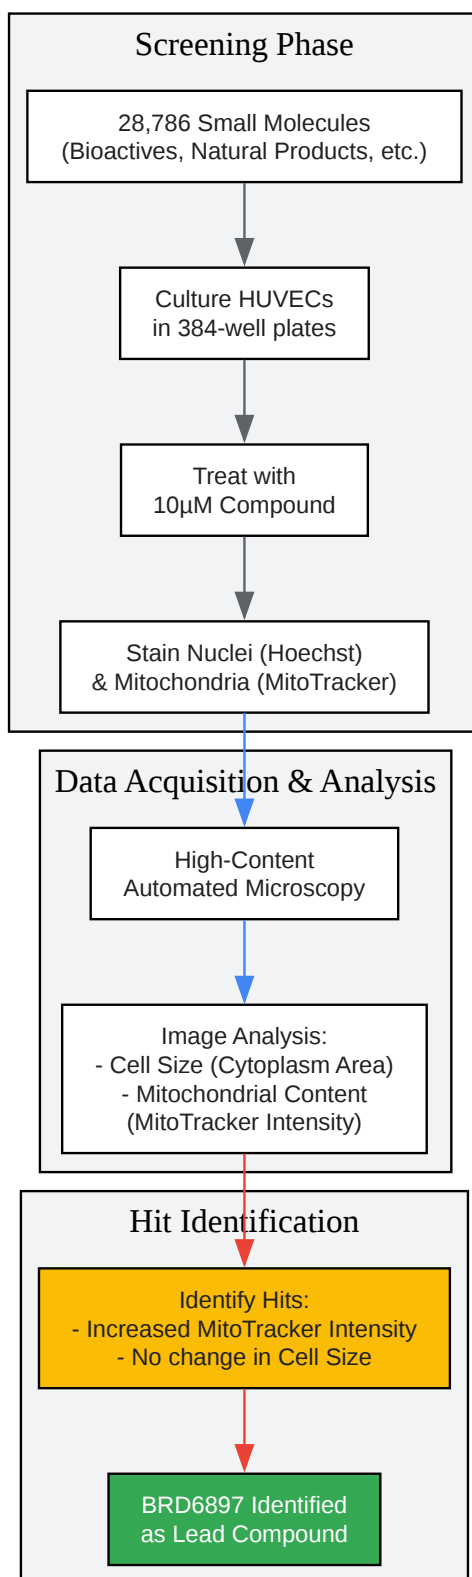 Screening Phase
28,786 Small Molecules
(Bioactives, Natural Products, etc.)
Culture HUVECs
in 384-well plates
Treat with
10µM Compound
Stain Nuclei (Hoechst)
& Mitochondria (MitoTracker)
Data Acquisition & Analysis
High-Content
Automated Microscopy
Image Analysis:
- Cell Size (Cytoplasm Area)
- Mitochondrial Content
(MitoTracker Intensity)
Hit Identification
Identify Hits:
- Increased MitoTracker Intensity
- No change in Cell Size
BRD6897 Identified
as Lead Compound